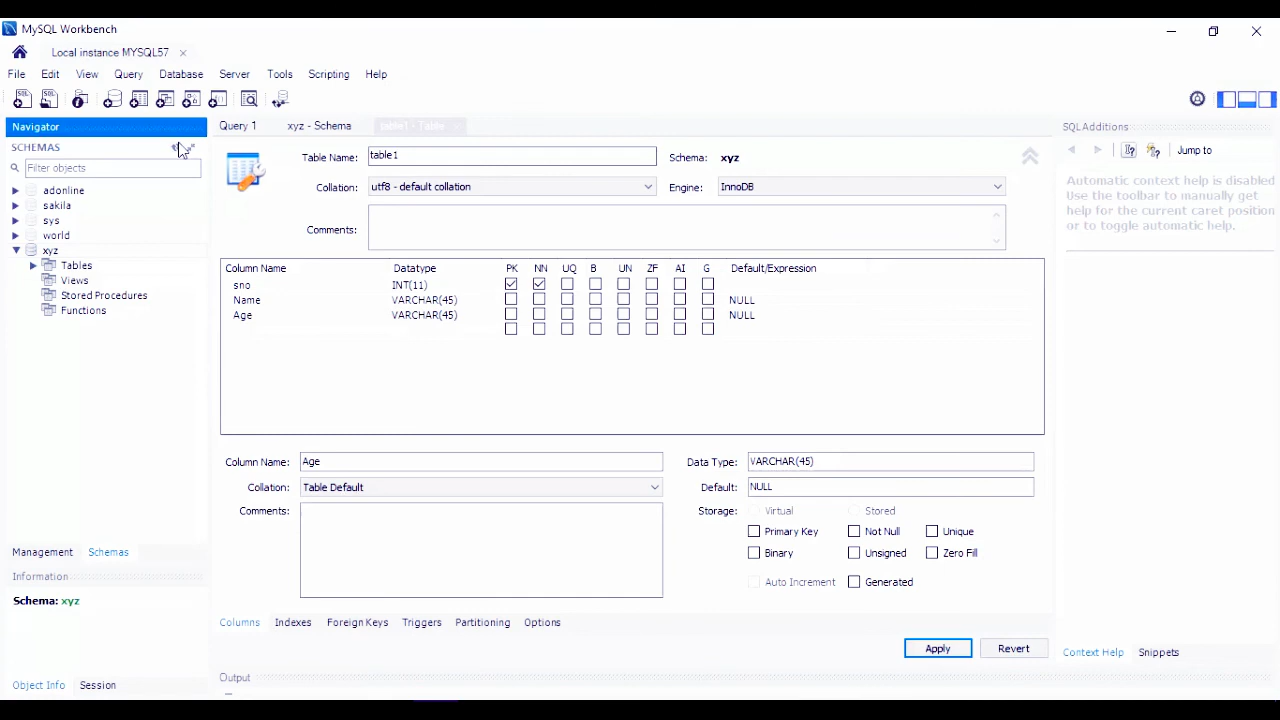 MySQL Workbench
Local instance MYSQL57
File Edit View Query Database Server Tools Scripting Help
Navigator
SCHEMAS
Filter objects
adonline
sakila
sys
world
xyz
Tables
Views
Stored Procedures
Functions
Management Schemas
Information
Schema: xyz
Object Info Session
Query 1 xyz - Schema table1 - Table
Table Name: table1 Schema: xyz
Collation: utf8 - default collation Engine: InnoDB
Comments:
Column Name Datatype PK NN UQ B UN ZF AI G Default/Expression
sno INT(11)
Name VARCHAR(45) NULL
Age VARCHAR(45) NULL
Column Name: Age Data Type: VARCHAR(45)
Collation: Table Default Default: NULL
Comments: Storage: Virtual Stored
Primary Key Not Null Unique
Binary Unsigned Zero Fill
Auto Increment Generated
Columns Indexes Foreign Keys Triggers Partitioning Options
Apply Revert
Output
SQLAdditions
Jump to
Automatic context help is disabled.
Use the toolbar to manually get
help for the current caret position
or to toggle automatic help.
Context Help Snippets